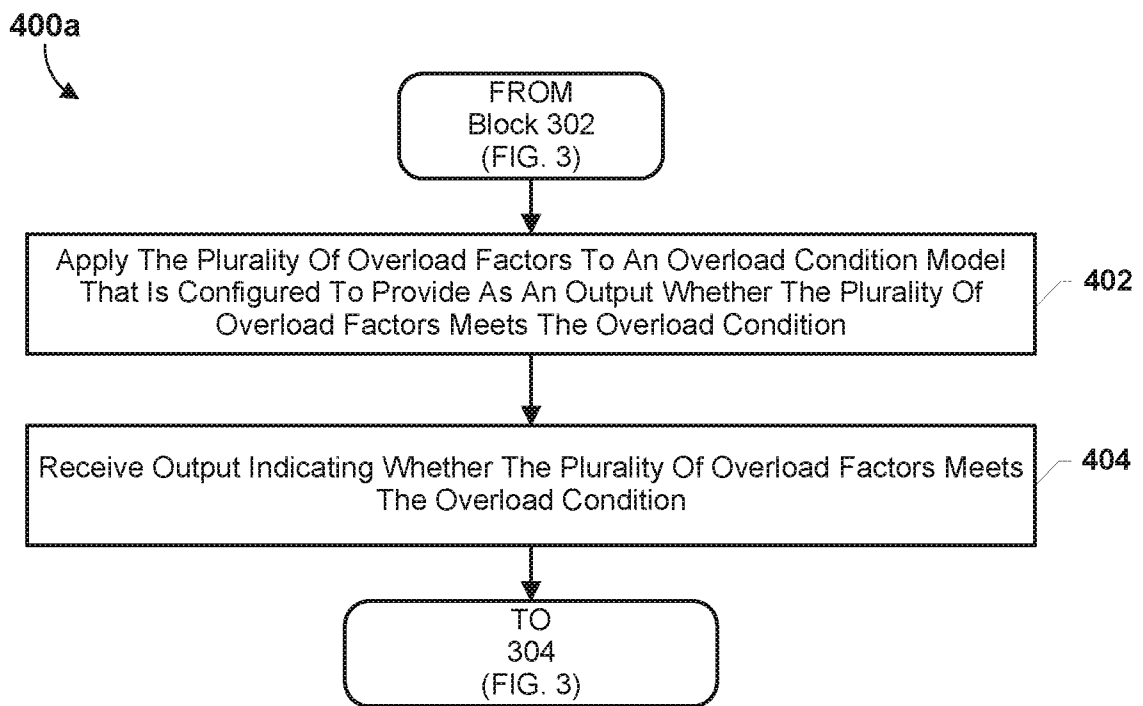 400a
FROM
Block 302
(FIG. 3)
Apply The Plurality Of Overload Factors To An Overload Condition Model
That Is Configured To Provide As An Output Whether The Plurality Of
Overload Factors Meets The Overload Condition
402
Receive Output Indicating Whether The Plurality Of Overload Factors Meets
The Overload Condition
404
TO
304
(FIG. 3)